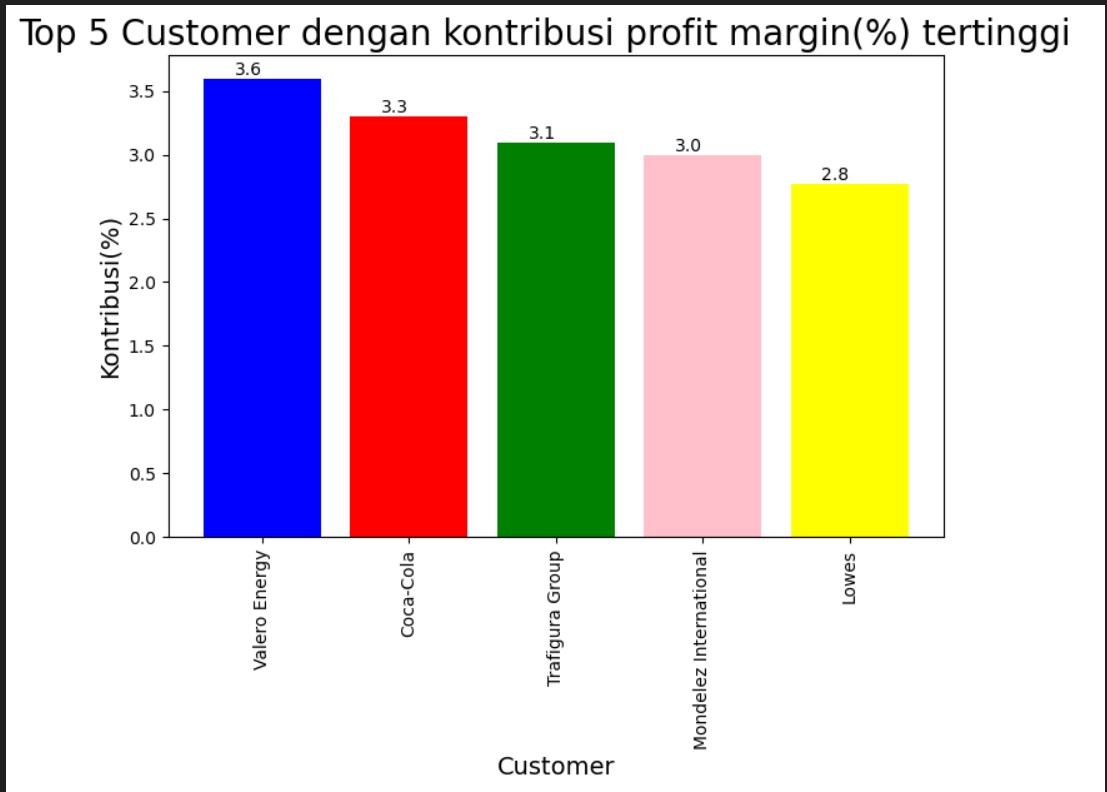 Top 5 Customer dengan kontribusi profit margin(%) tertinggi
3.6
3.3
3.1
3.0
2.8
Kontribusi(%)
3.5
3.0
2.5
2.0
1.5
1.0
0.5
0.0
Valero Energy
Coca-Cola
Trafigura Group
Mondelez International
Lowes
Customer